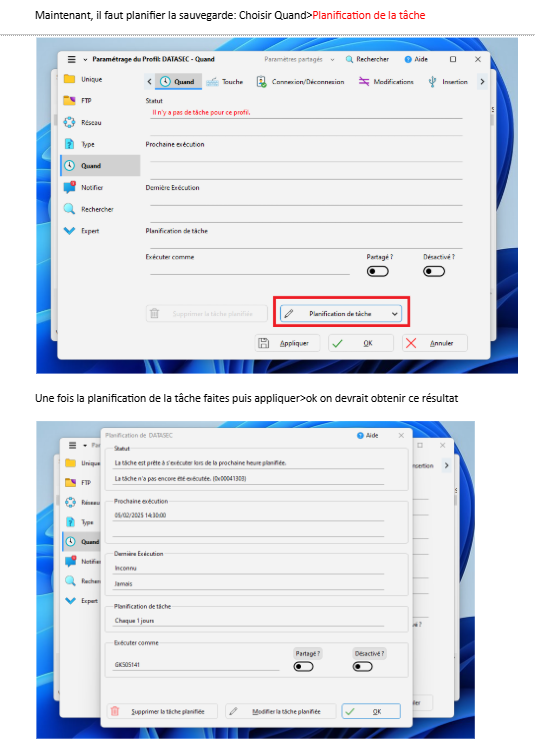 Maintenant, il faut planifier la sauvegarde: Choisir Quand>Planification de la tâche
Paramétrage du Profil: DATASEC - Quand
Paramètres partagés
Rechercher
Aide
Unique
Quand
Touche
Connexion/Déconnexion
Modifications
Insertion
FTP
Statut
Il n'y a pas de tâche pour ce profil.
Réseau
Type
Prochaine exécution
Quand
Notifier
Dernière Exécution
Rechercher
Expert
Planification de tâche
Exécuter comme
Partagé ?
Désactivé ?
Supprimer la tâche planifiée
Planification de tâche
Appliquer
OK
Annuler
Une fois la planification de la tâche faites puis appliquer>ok on devrait obtenir ce résultat
Planification de DATASEC
Aide
Statut
La tâche est prête à s'exécuter lors de la prochaine heure planifiée.
La tâche n'a pas encore été exécutée. (0x00041303)
Prochaine exécution
05/02/2025 14:30:00
Dernière Exécution
Inconnu
Jamais
Planification de tâche
Chaque 1 jours
Exécuter comme
Partagé ?
Désactivé ?
GKS05141
Supprimer la tâche planifiée
Modifier la tâche planifiée
OK
Unique
FTP
Réseau
Type
Quand
Notifier
Recher
Expert